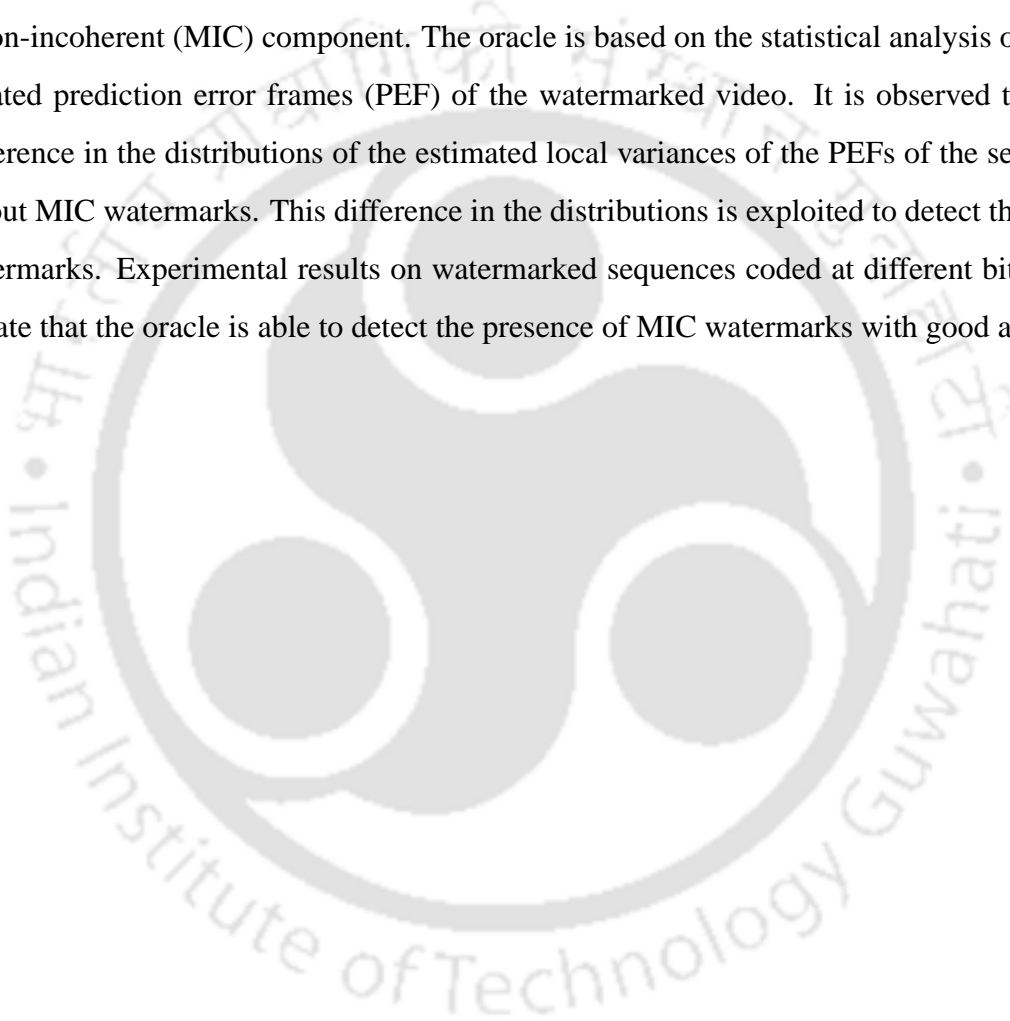 on-incoherent (MIC) component. The oracle is based on the statistical analysis o
ated prediction error frames (PEF) of the watermarked video. It is observed t
erence in the distributions of the estimated local variances of the PEFs of the se
out MIC watermarks. This difference in the distributions is exploited to detect th
ermarks. Experimental results on watermarked sequences coded at different bit
ate that the oracle is able to detect the presence of MIC watermarks with good a
Indian Institute of Technology Guwahati